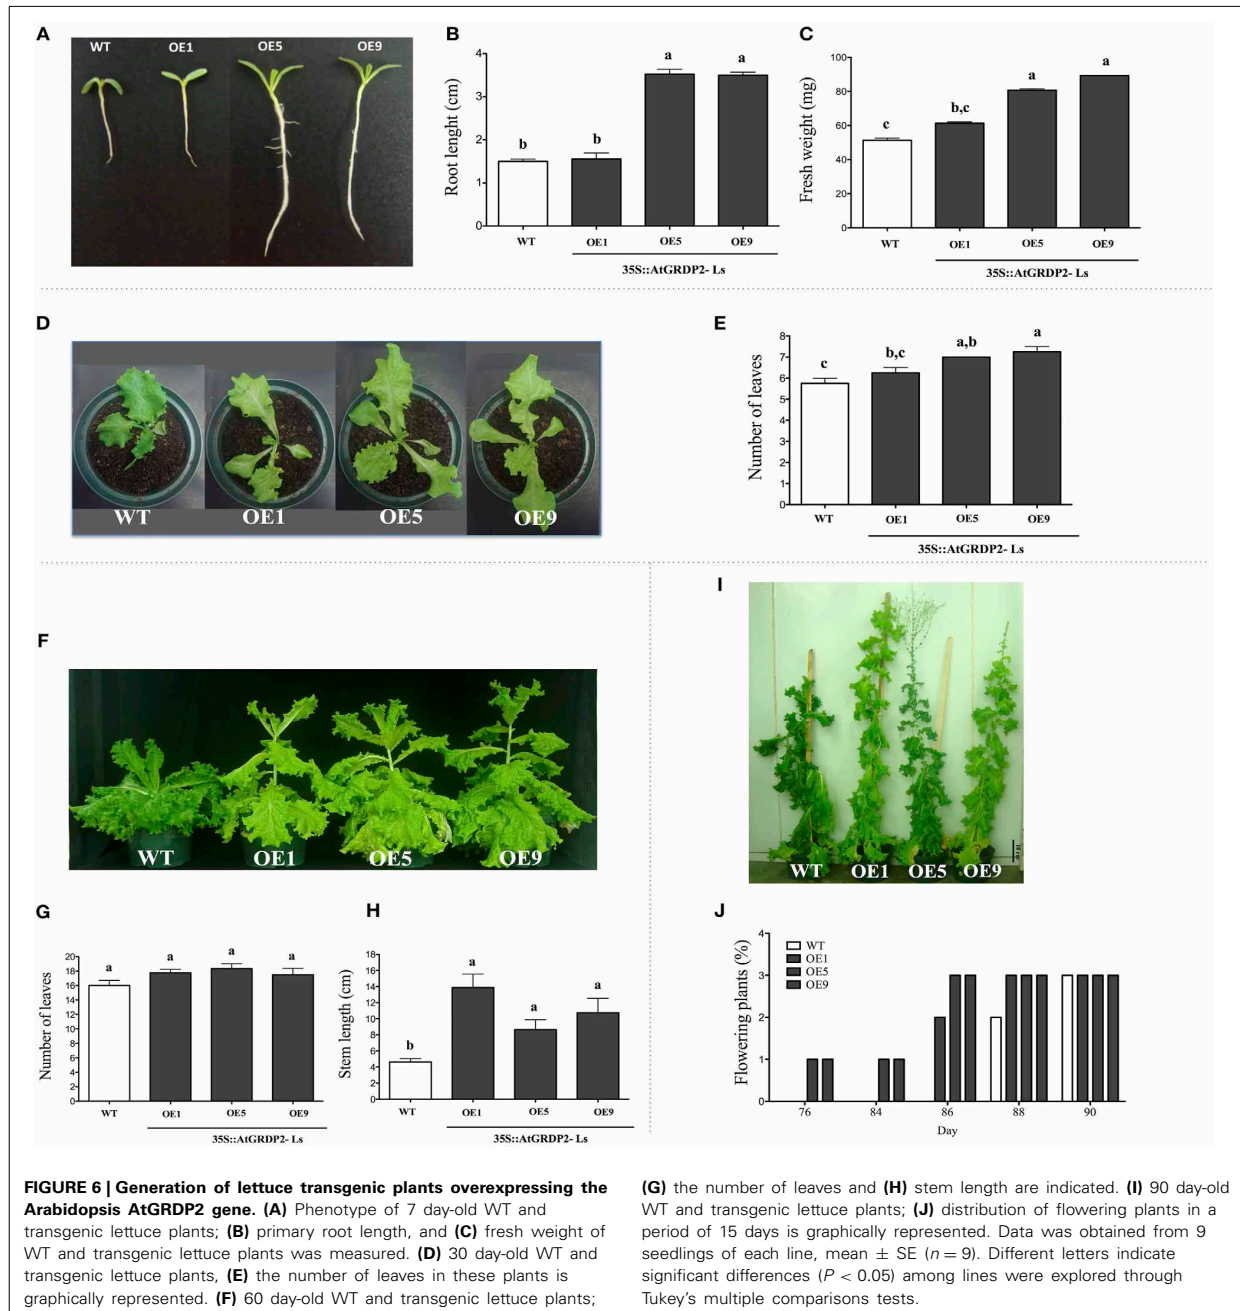 A
WT OE1 OE5 OE9
B
Root lenght (cm)
4
3
2
1
0
b b a a
WT OE1 OE5 OE9
35S::AtGRDP2- Ls
C
Fresh weight (mg)
100
80
60
40
20
0
c b,c a a
WT OE1 OE5 OE9
35S::AtGRDP2- Ls
D
WT OE1 OE5 OE9
E
Number of leaves
8
7
6
5
4
3
2
1
0
c b,c a,b a
WT OE1 OE5 OE9
35S::AtGRDP2- Ls
F
WT OE1 OE5 OE9
G
Number of leaves
20
18
16
14
12
10
8
6
4
2
0
a a a a
WT OE1 OE5 OE9
35S::AtGRDP2- Ls
H
Stem length (cm)
18
16
14
12
10
8
6
4
2
0
b a a a
WT OE1 OE5 OE9
35S::AtGRDP2- Ls
I
WT OE1 OE5 OE9
10 cm
J
Flowering plants (%)
4
3
2
1
0
WT
OE1
OE5
OE9
76 84 86 88 90
Day
FIGURE 6 | Generation of lettuce transgenic plants overexpressing the
Arabidopsis AtGRDP2 gene. (A) Phenotype of 7 day-old WT and
transgenic lettuce plants; (B) primary root length, and (C) fresh weight of
WT and transgenic lettuce plants was measured. (D) 30 day-old WT and
transgenic lettuce plants, (E) the number of leaves in these plants is
graphically represented. (F) 60 day-old WT and transgenic lettuce plants;
(G) the number of leaves and (H) stem length are indicated. (I) 90 day-old
WT and transgenic lettuce plants; (J) distribution of flowering plants in a
period of 15 days is graphically represented. Data was obtained from 9
seedlings of each line, mean ± SE (n = 9). Different letters indicate
significant differences (P < 0.05) among lines were explored through
Tukey's multiple comparisons tests.